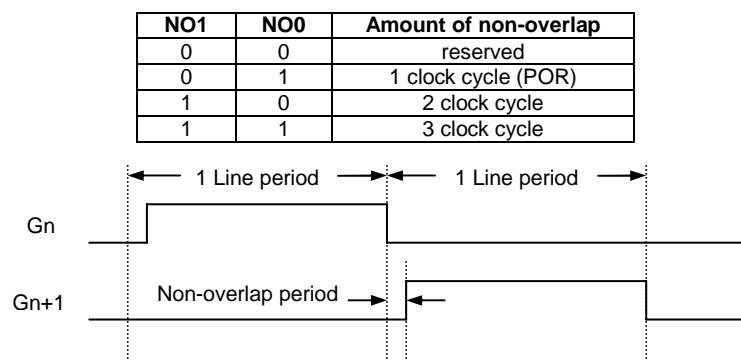 NO1 NO0 Amount of non-overlap
0 0 reserved
0 1 1 clock cycle (POR)
1 0 2 clock cycle
1 1 3 clock cycle
1 Line period 1 Line period
Gn
Non-overlap period
Gn+1